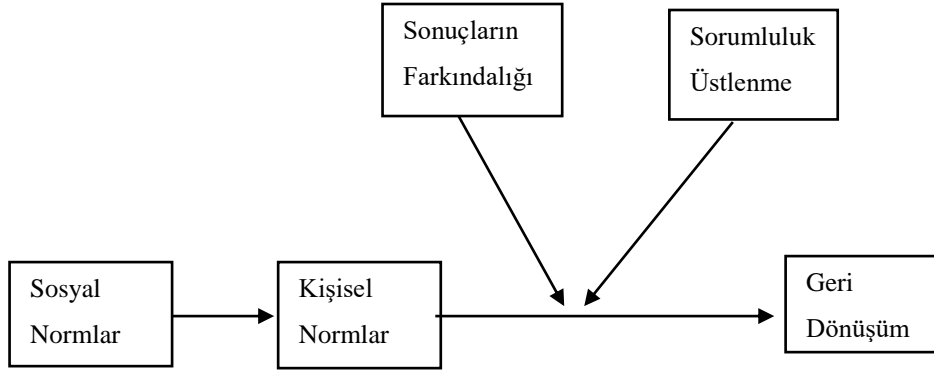 Sonuçların
Farkındalığı
Sorumluluk
Üstlenme
Sosyal
Normlar
Kişisel
Normlar
Geri
Dönüşüm